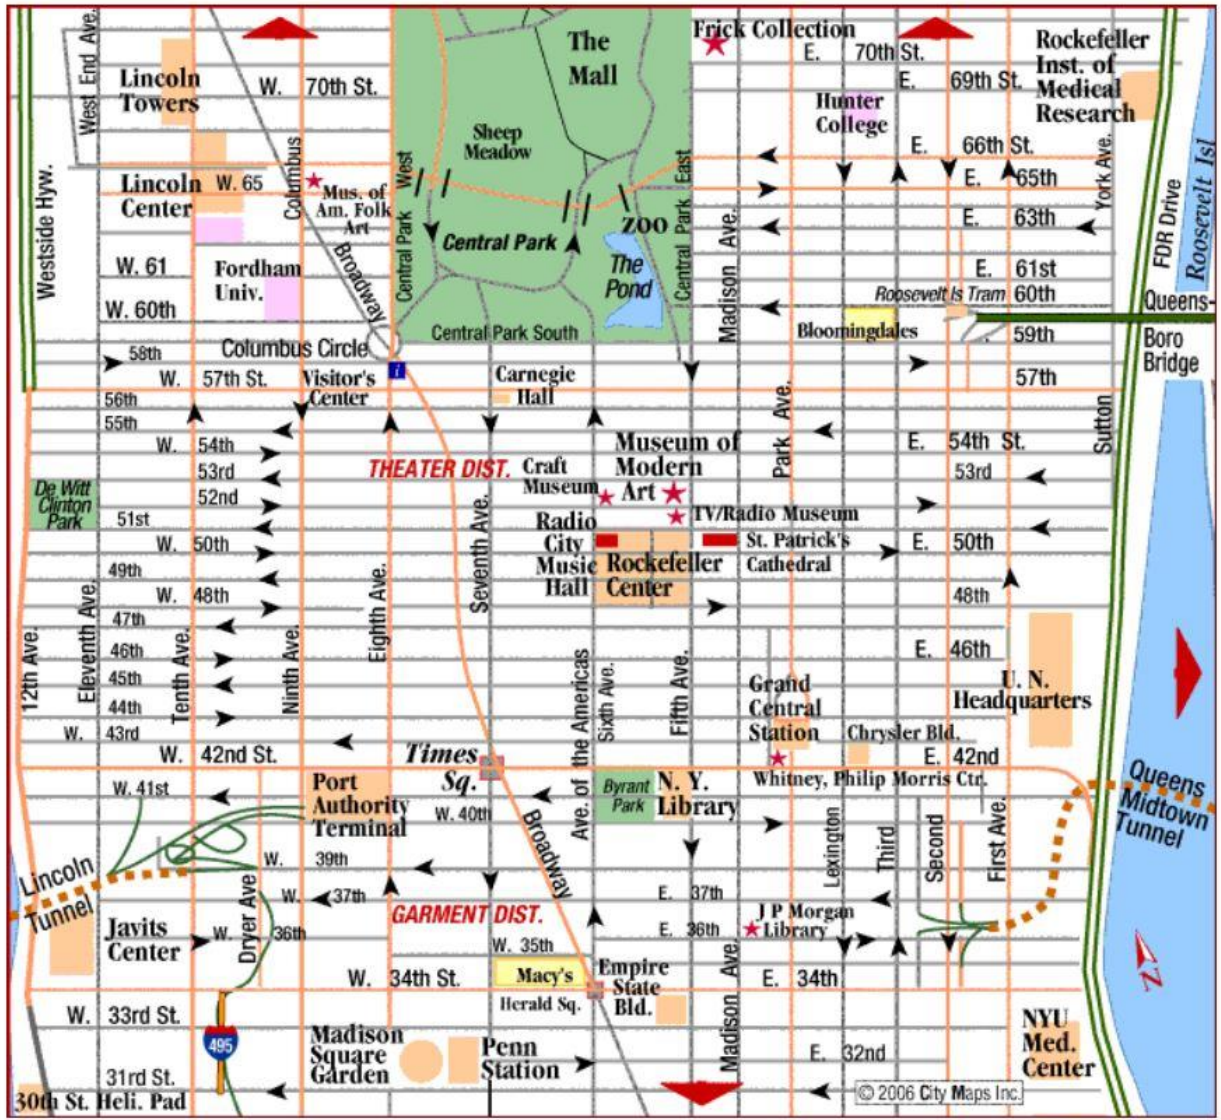 West End Ave.
Lincoln
Towers
W. 70th St.
The
Mall
Frick Collection
E. 70th St.
E. 69th St.
Rockefeller
Inst. of
Medical
Research
Hunter
College
Sheep
Meadow
E. 66th St.
Westside Hyw.
Lincoln
Center
W. 65
Columbus
Mus. of
Am. Folk
Art
Central Park West
Central Park East
E. 65th
York Ave.
FDR Drive
Roosevelt Isl
E. 63th
ZOO
Central Park
The
Pond
Madison Ave.
W. 61
Fordham
Univ.
Broadway
E. 61st
Roosevelt Is Tram 60th
Queens-
Boro
Bridge
W. 60th
Bloomingdales
59th
Central Park South
Columbus Circle
58th
W. 57th St.
Visitor's
Center
i
Carnegie
Hall
57th
56th
55th
W. 54th
Park Ave.
Sutton
Museum of
Modern
Art
E. 54th St.
53rd
THEATER DIST.
Craft
Museum
53rd
De Witt
Clinton
Park
52nd
51st
TV/Radio Museum
Radio
City
Music
Hall
St. Patrick's
Cathedral
Rockefeller
Center
W. 50th
E. 50th
49th
W. 48th
48th
Seventh Ave.
Eighth Ave.
47th
46th
45th
44th
W. 43rd
12th Ave.
Eleventh Ave.
Tenth Ave.
Ninth Ave.
Ave. of the Americas
Sixth Ave.
Fifth Ave.
E. 46th
Grand
Central
Station
U. N.
Headquarters
Chrysler Bld.
W. 42nd St.
Times
Sq.
E. 42nd
Whitney, Philip Morris Ctr.
Queens
Midtown
Tunnel
W. 41st
Port
Authority
Terminal
W. 40th
Byrant
Park
N. Y.
Library
Broadway
Lexington
Third
Second
First Ave.
W. 39th
Lincoln
Tunnel
Dryer Ave
W. 37th
E. 37th
GARMENT DIST.
J P Morgan
Library
Javits
Center
W. 36th
E. 36th
W. 35th
Macy's
Empire
State
Bld.
Madison Ave.
W. 34th St.
E. 34th
Herald Sq.
N
W. 33rd St.
495
Madison
Square
Garden
Penn
Station
E. 32nd
NYU
Med.
Center
31rd St.
30th St. Heli. Pad
© 2006 City Maps Inc.